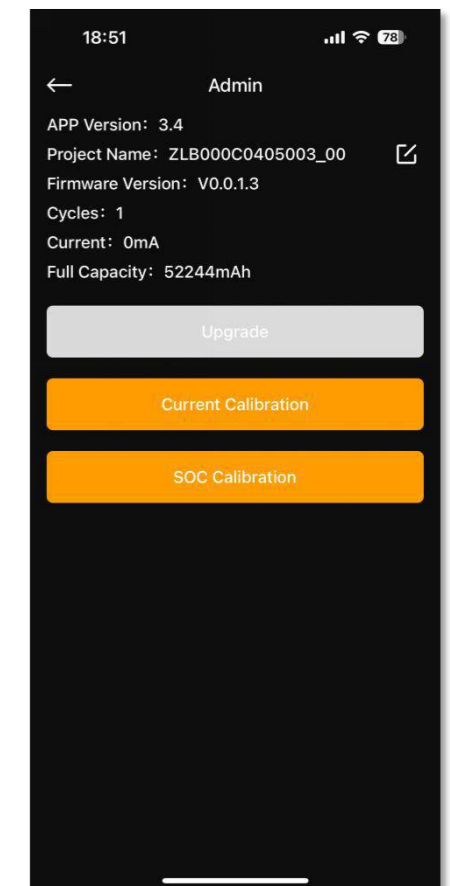 18:51
78
Admin
APP Version：3.4
Project Name：ZLB000C0405003_00
Firmware Version：V0.0.1.3
Cycles：1
Current：0mA
Full Capacity：52244mAh
Upgrade
Current Calibration
SOC Calibration